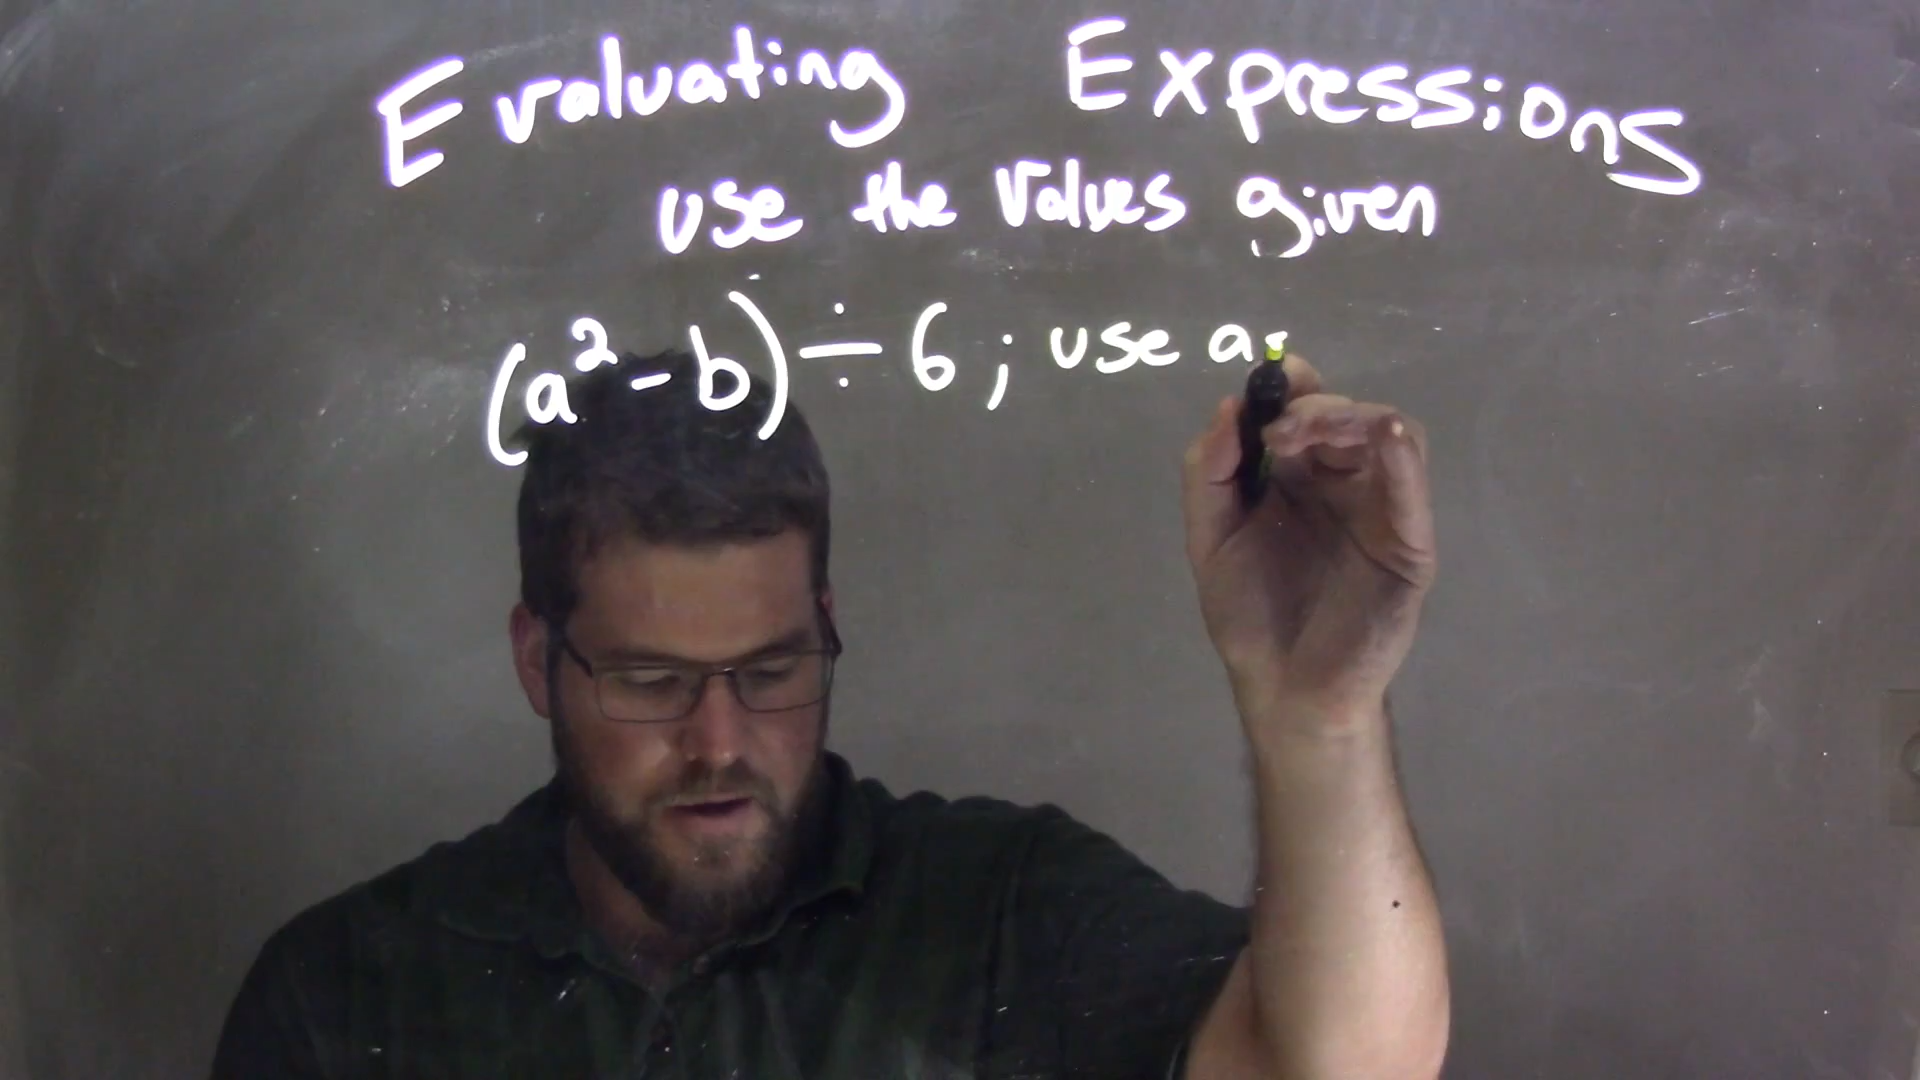 Evaluating Expressions
use the values given
(a² - b) ÷ 6 ; use a